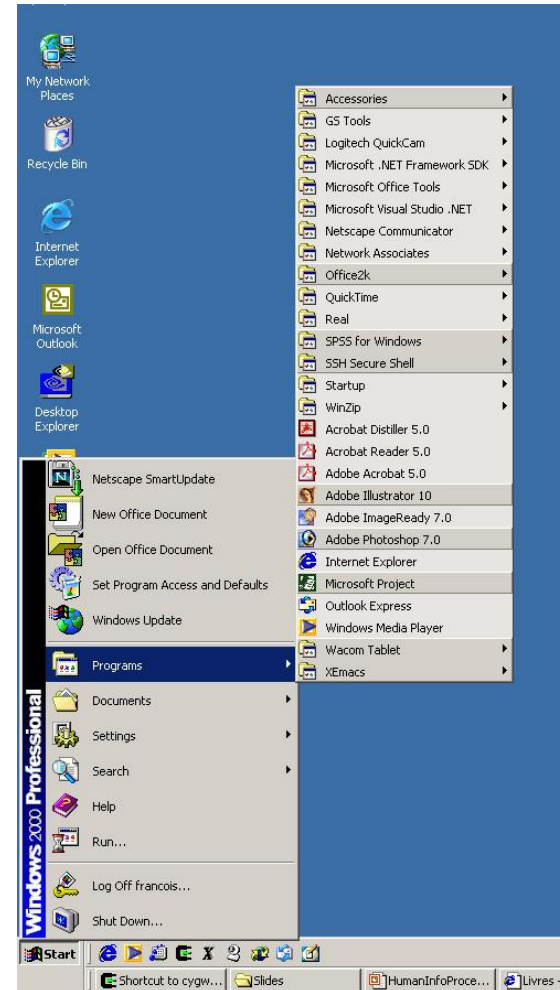 My Network
Places
Recycle Bin
Internet
Explorer
Microsoft
Outlook
Desktop
Explorer
Accessories
GS Tools
Logitech QuickCam
Microsoft .NET Framework SDK
Microsoft Office Tools
Microsoft Visual Studio .NET
Netscape Communicator
Network Associates
Office2k
QuickTime
Real
SPSS for Windows
SSH Secure Shell
Startup
WinZip
Acrobat Distiller 5.0
Acrobat Reader 5.0
Adobe Acrobat 5.0
Adobe Illustrator 10
Adobe ImageReady 7.0
Adobe Photoshop 7.0
Internet Explorer
Microsoft Project
Outlook Express
Windows Media Player
Wacom Tablet
XEmacs
Netscape SmartUpdate
New Office Document
Open Office Document
Set Program Access and Defaults
Windows Update
Programs
Documents
Settings
Search
Help
Run...
Log Off francois...
Shut Down...
Windows 2000 Professional
Start
Shortcut to cygw...
Slides
HumanInfoProce...
Livres -